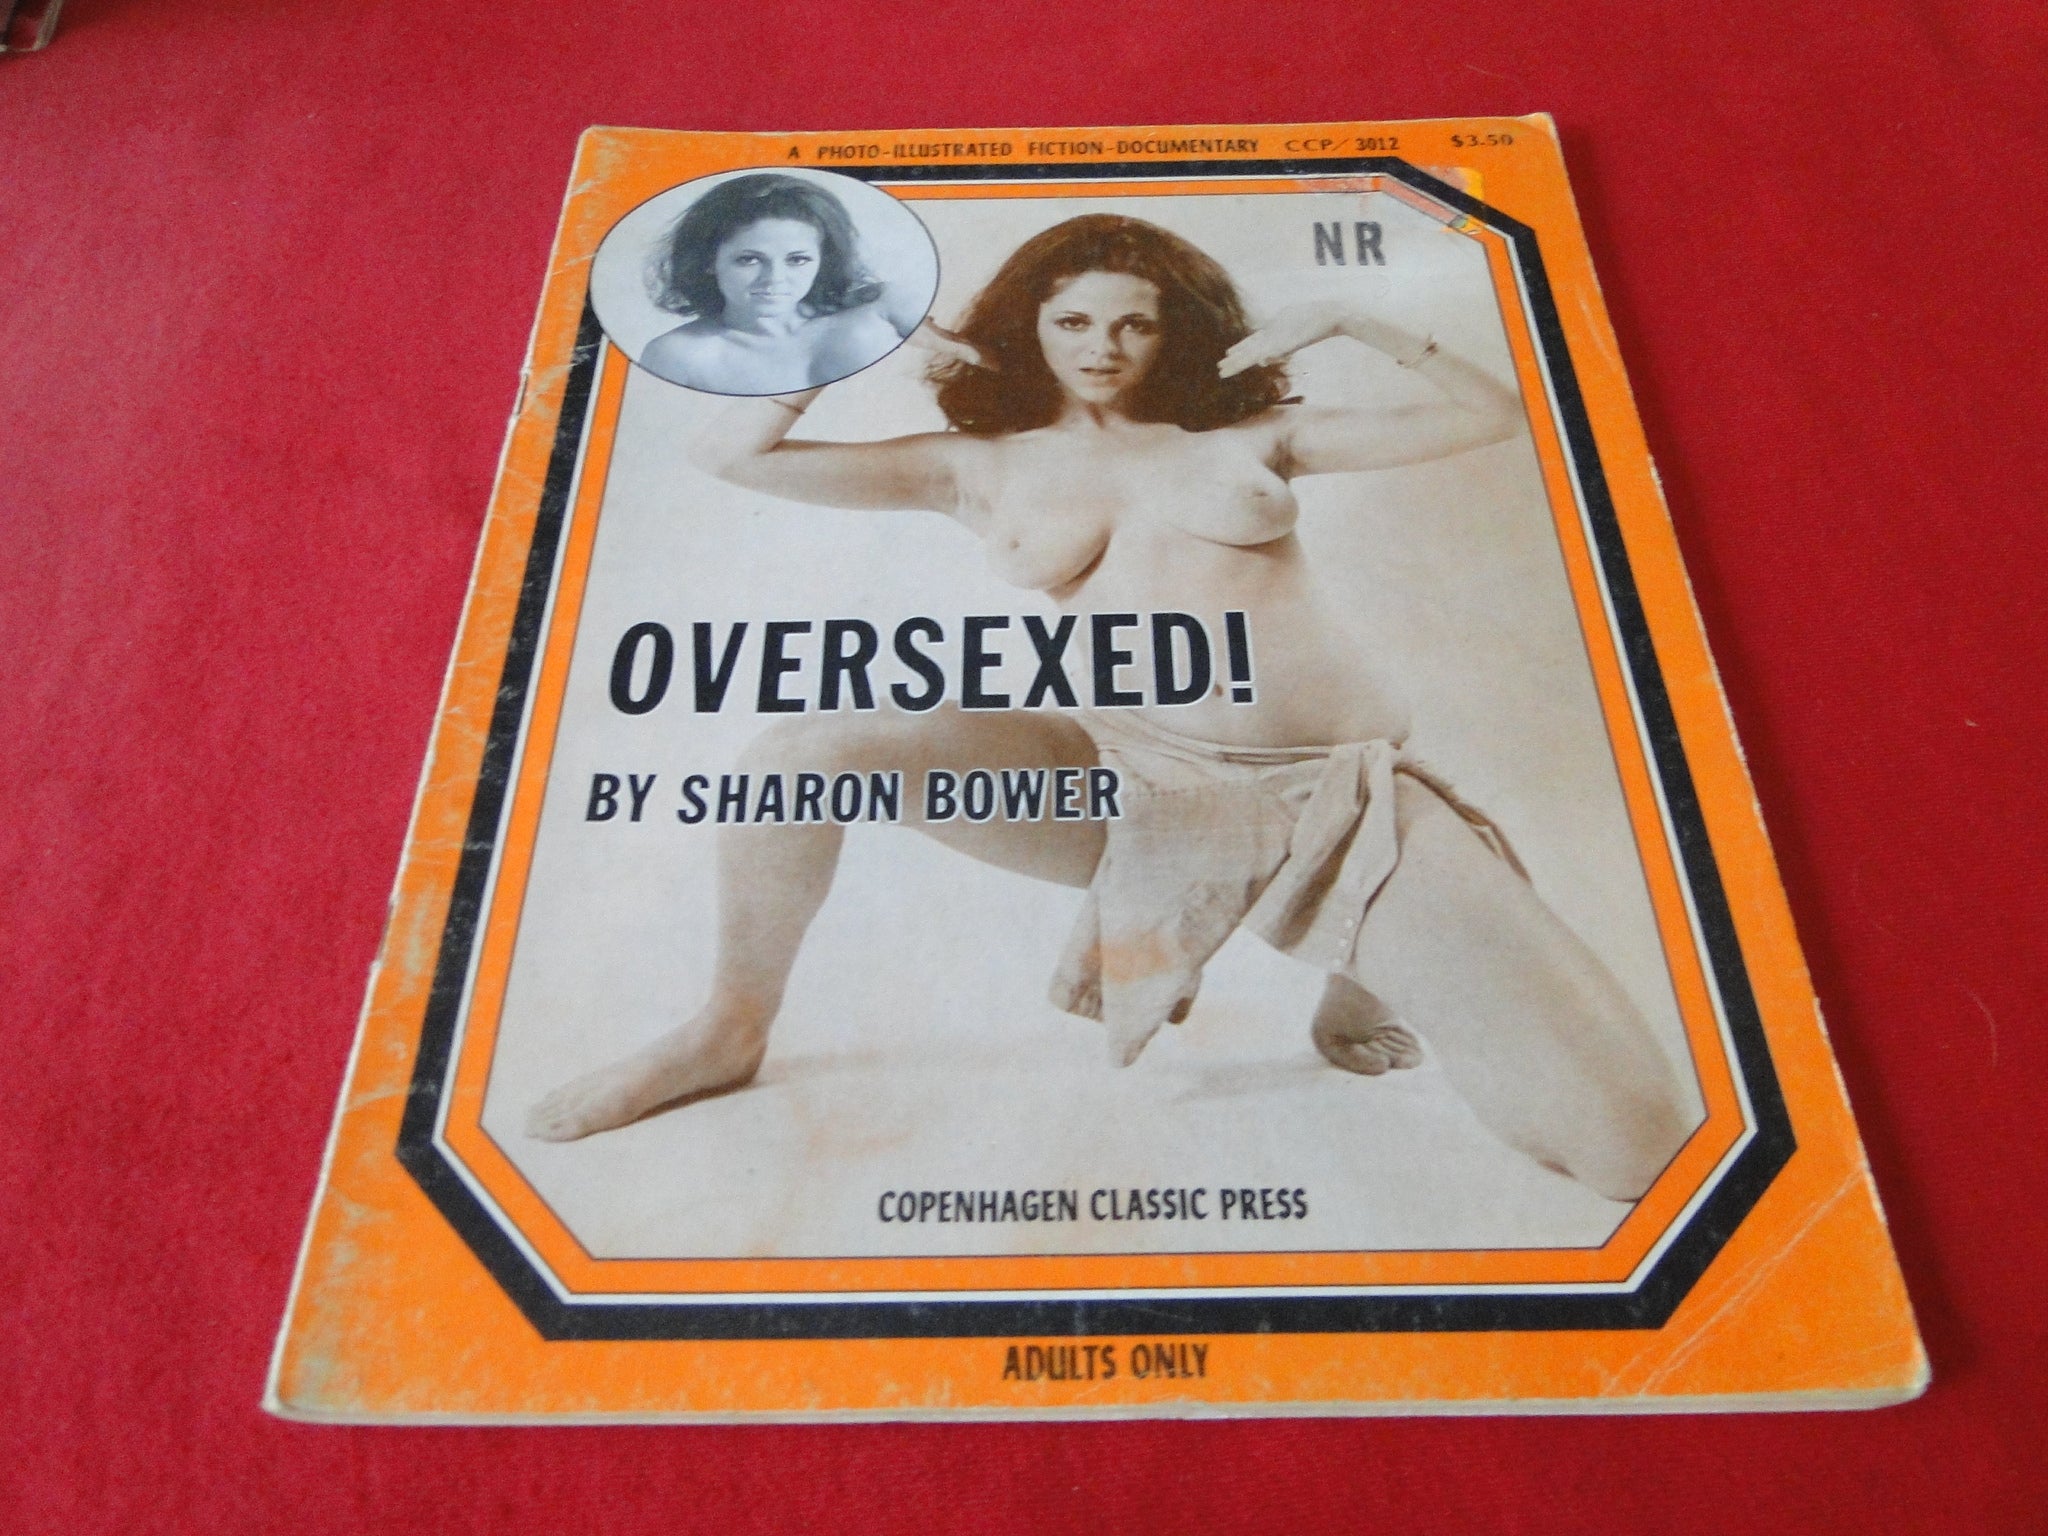 A PHOTO-ILLUSTRATED FICTION-DOCUMENTARY CCP/3012 $3.50
NR
OVERSEXED!
BY SHARON BOWER
COPENHAGEN CLASSIC PRESS
ADULTS ONLY